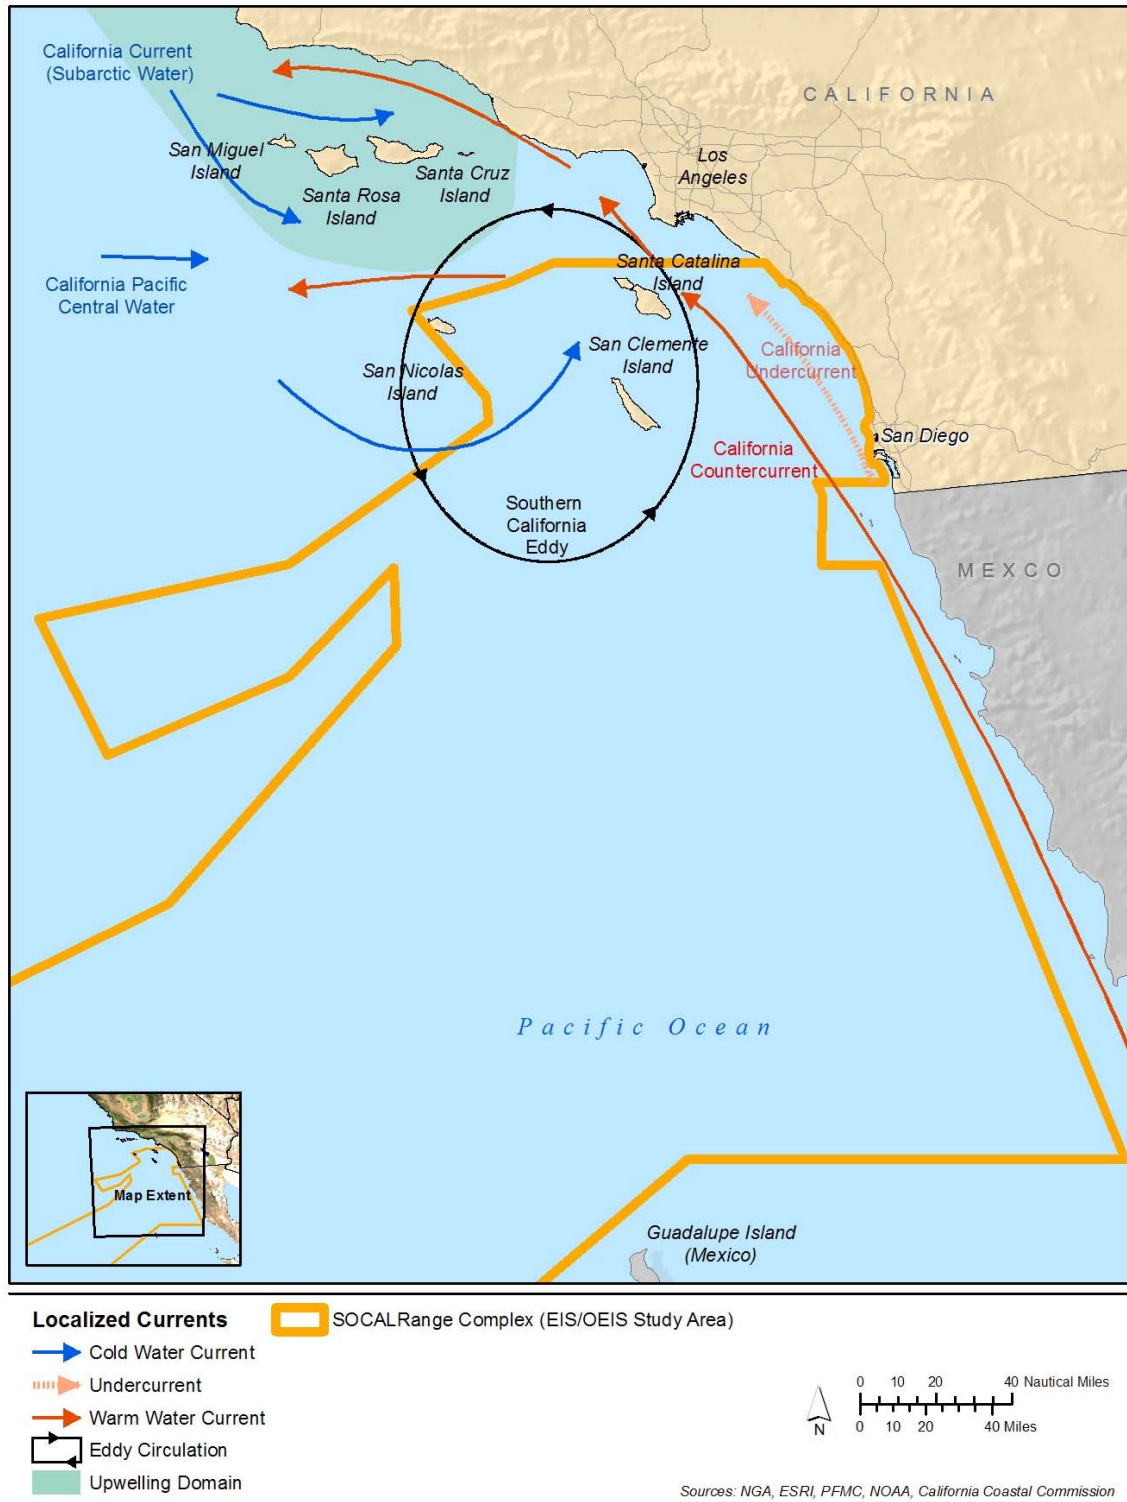 California Current
(Subarctic Water)
CALIFORNIA
San Miguel
Island
Santa Rosa
Island
Santa Cruz
Island
Los
Angeles
California Pacific
Central Water
Santa Catalina
Island
San Nicolas
Island
San Clemente
Island
California
Undercurrent
San Diego
California
Countercurrent
Southern
California
Eddy
MEXCO
Pacific Ocean
Map Extent
Guadalupe Island
(Mexico)
Localized Currents
SOCALRange Complex (EIS/OEIS Study Area)
Cold Water Current
Undercurrent
Warm Water Current
Eddy Circulation
Upwelling Domain
N
0 10 20 40 Nautical Miles
0 10 20 40 Miles
Sources: NGA, ESRI, PFMC, NOAA, California Coastal Commission